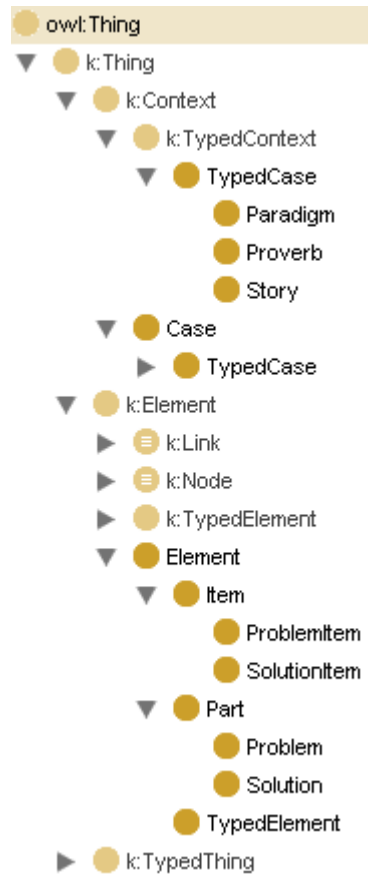 owl:Thing
k:Thing
k:Context
k:TypedContext
TypedCase
Paradigm
Proverb
Story
Case
TypedCase
k:Element
k:Link
k:Node
k:TypedElement
Element
Item
ProblemItem
SolutionItem
Part
Problem
Solution
TypedElement
k:TypedThing